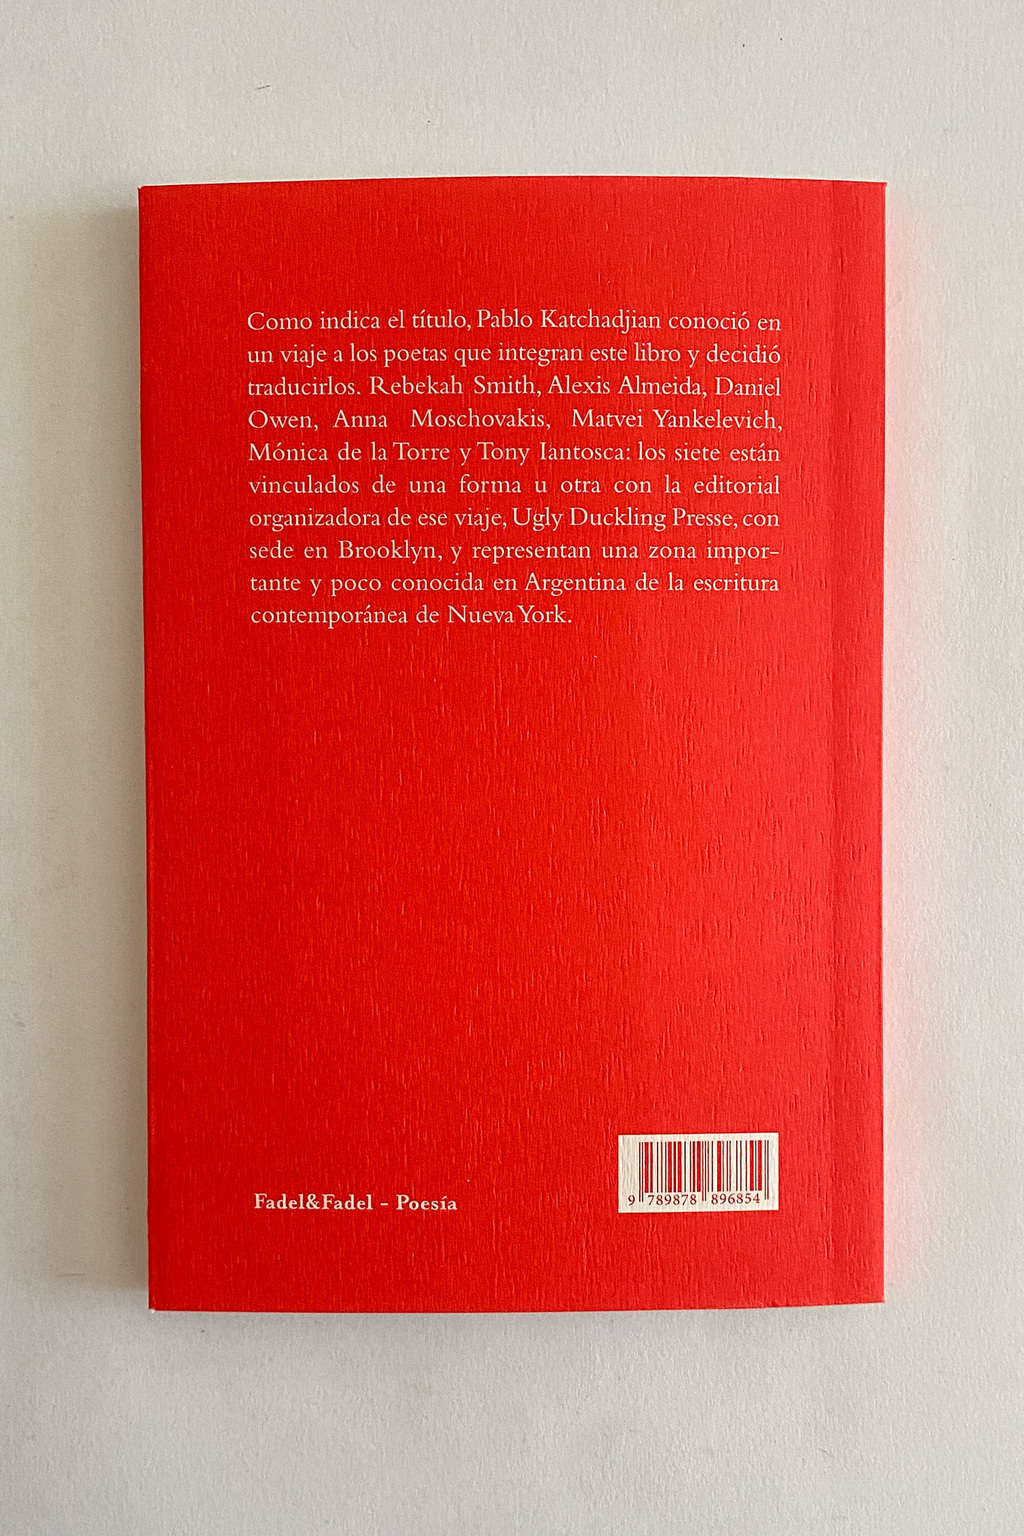 Como indica el título, Pablo Katchadjian conoció en
un viaje a los poetas que integran este libro y decidió
traducirlos. Rebekah Smith, Alexis Almeida, Daniel
Owen, Anna Moschovakis, Matvei Yankelevich,
Mónica de la Torre y Tony Iantosca: los siete están
vinculados de una forma u otra con la editorial
organizadora de ese viaje, Ugly Duckling Presse, con
sede en Brooklyn, y representan una zona impor-
tante y poco conocida en Argentina de la escritura
contemporánea de Nueva York.
Fadel&Fadel - Poesía
9 789878 896854